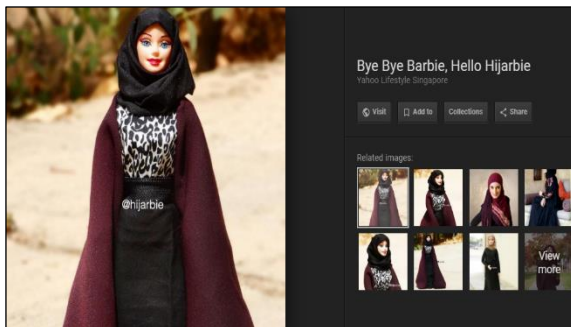 @hijarbie
Bye Bye Barbie, Hello Hijarbie
Yahoo Lifestyle Singapore
Visit
Add to
Collections
Share
Related images:
View
more